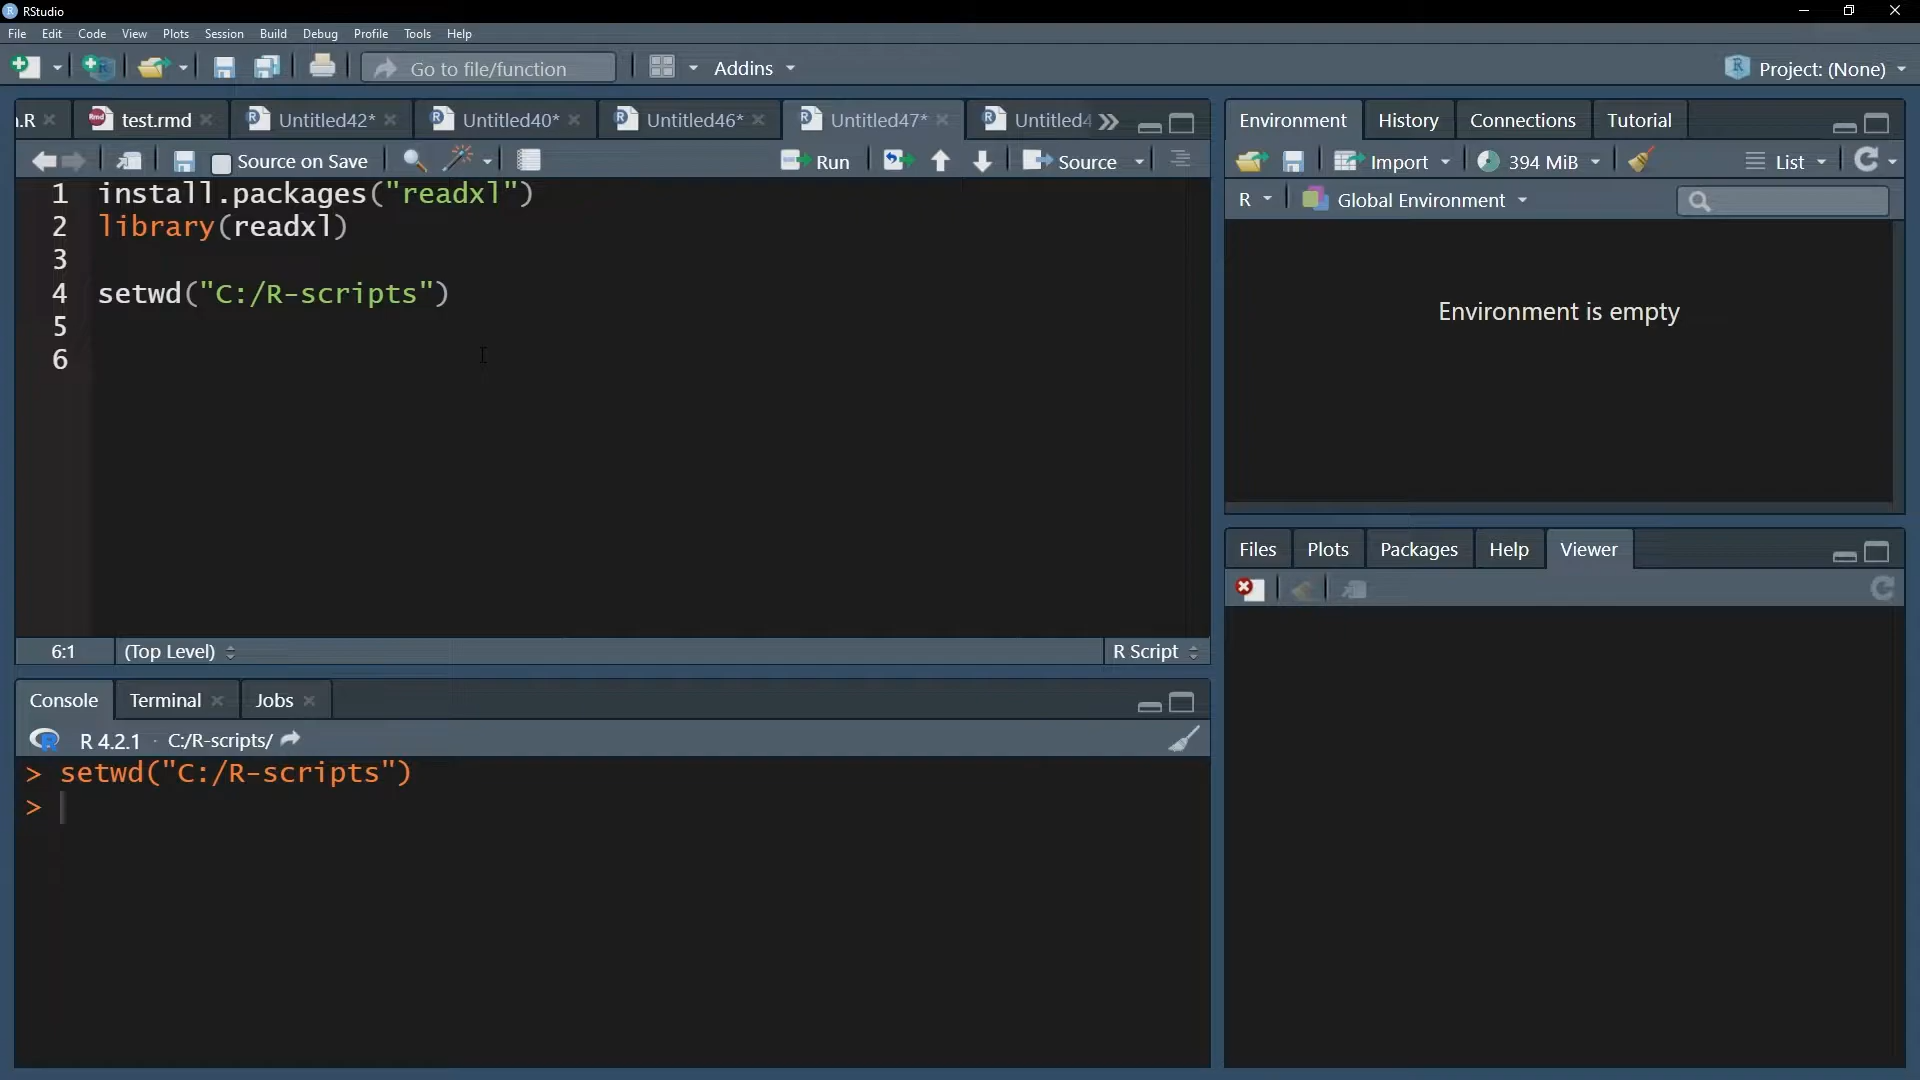 RStudio
File Edit Code View Plots Session Build Debug Profile Tools Help
Go to file/function Addins Project: (None)
.R test.rmd Untitled42* Untitled40* Untitled46* Untitled47* Untitled4
Source on Save Run Source
1 install.packages("readxl")
2 library(readxl)
3
4 setwd("C:/R-scripts")
5
6
6:1 (Top Level) R Script
Console Terminal Jobs
R 4.2.1 · C:/R-scripts/
> setwd("C:/R-scripts")
>
Environment History Connections Tutorial
Import 394 MiB List
R Global Environment
Environment is empty
Files Plots Packages Help Viewer